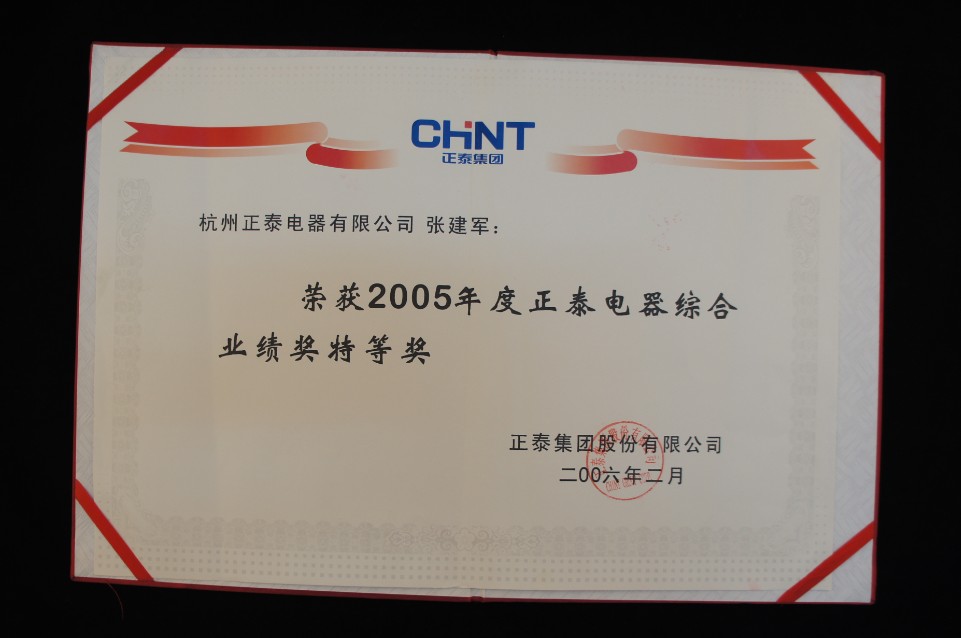 CHNT
正泰集团
杭州正泰电器有限公司 张建军：
荣获2005年度正泰电器综合
业绩奖特等奖
正泰集团股份有限公司
二00六年二月